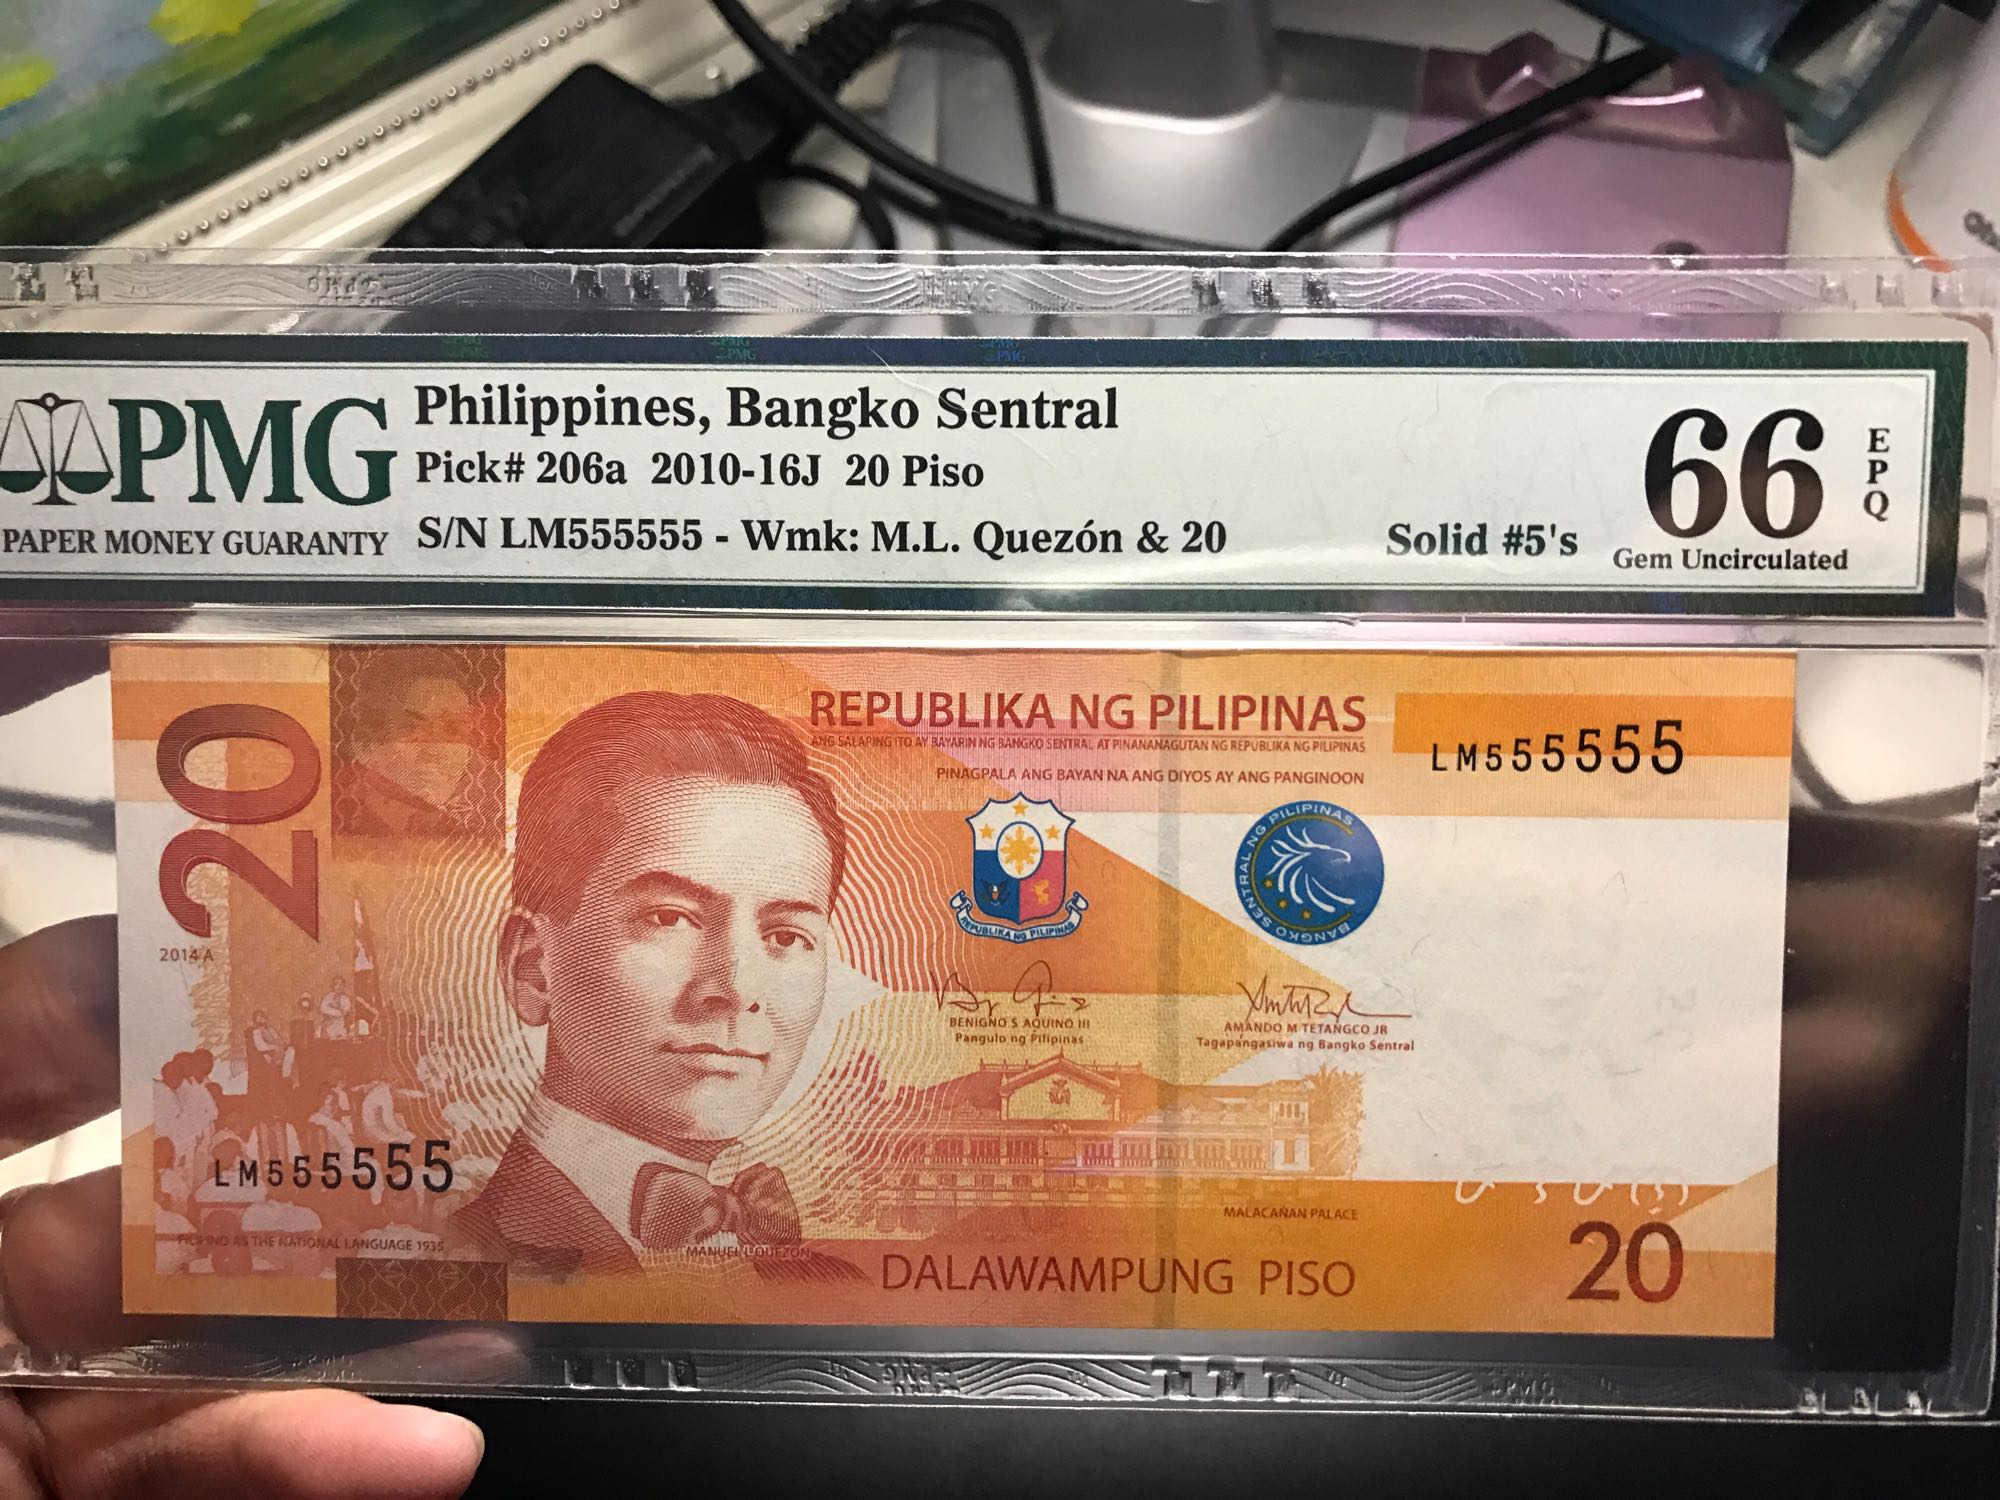 PMG
PAPER MONEY GUARANTY
Philippines, Bangko Sentral
Pick# 206a 2010-16J 20 Piso
S/N LM555555 - Wmk: M.L. Quezón & 20
Solid #5's
66
EPQ
Gem Uncirculated
20
2014 A
REPUBLIKA NG PILIPINAS
ANG SALAPING ITO AY BAYARIN NG BANGKO SENTRAL AT PINANANAGUTAN NG REPUBLIKA NG PILIPINAS
PINAGPALA ANG BAYAN NA ANG DIYOS AY ANG PANGINOON
LM555555
REPUBLIKA NG PILIPINAS
BANGKO SENTRAL NG PILIPINAS
BENIGNO S AQUINO III
Pangulo ng Pilipinas
AMANDO M TETANGCO JR
Tagapangasiwa ng Bangko Sentral
LM555555
FILIPINO AS THE NATIONAL LANGUAGE 1935
MANUEL L QUEZON
MALACAÑAN PALACE
DALAWAMPUNG PISO
20